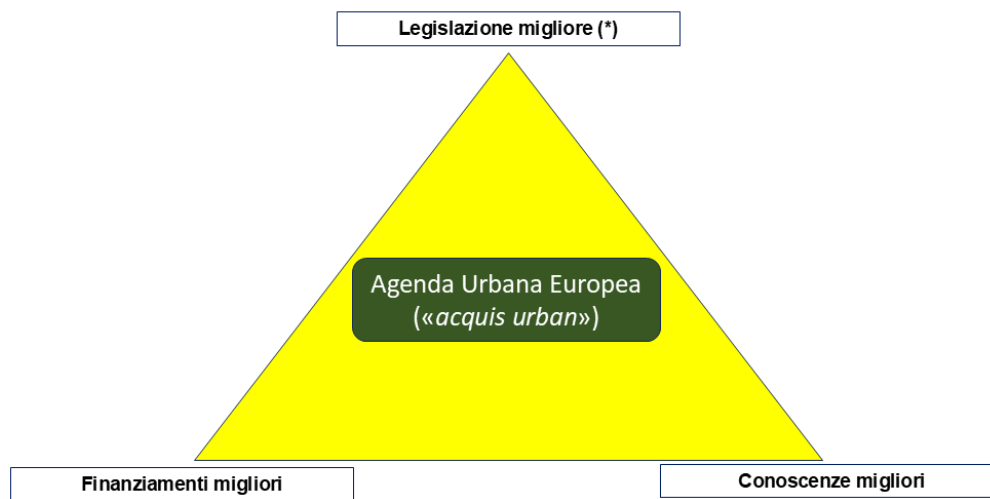 Legislazione migliore (*)
Agenda Urbana Europea
(«acquis urban»)
Finanziamenti migliori
Conoscenze migliori